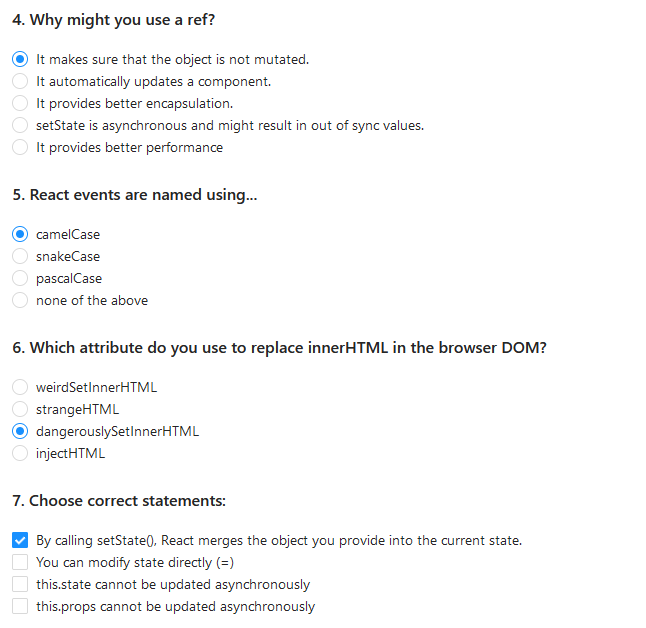 4. Why might you use a ref?
It makes sure that the object is not mutated.
It automatically updates a component.
It provides better encapsulation.
setState is asynchronous and might result in out of sync values.
It provides better performance
5. React events are named using...
camelCase
snakeCase
pascalCase
none of the above
6. Which attribute do you use to replace innerHTML in the browser DOM?
weirdSetInnerHTML
strangeHTML
dangerouslySetInnerHTML
injectHTML
7. Choose correct statements:
By calling setState(), React merges the object you provide into the current state.
You can modify state directly (=)
this.state cannot be updated asynchronously
this.props cannot be updated asynchronously